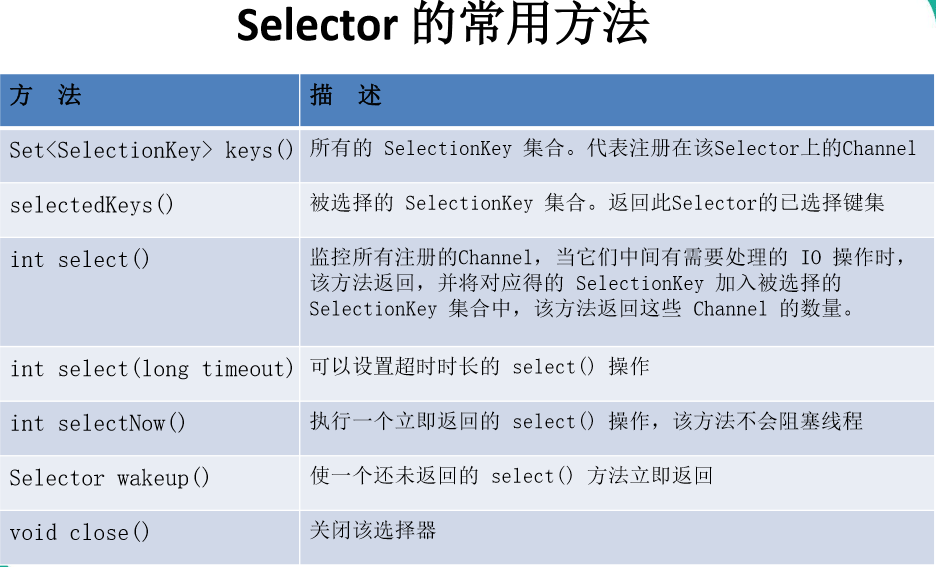 Selector 的常用方法
方 法
描 述
Set<SelectionKey> keys()
所有的 SelectionKey 集合。代表注册在该Selector上的Channel
selectedKeys()
被选择的 SelectionKey 集合。返回此Selector的已选择键集
int select()
监控所有注册的Channel，当它们中间有需要处理的 IO 操作时，
该方法返回，并将对应得的 SelectionKey 加入被选择的
SelectionKey 集合中，该方法返回这些 Channel 的数量。
int select(long timeout)
可以设置超时时长的 select() 操作
int selectNow()
执行一个立即返回的 select() 操作，该方法不会阻塞线程
Selector wakeup()
使一个还未返回的 select() 方法立即返回
void close()
关闭该选择器